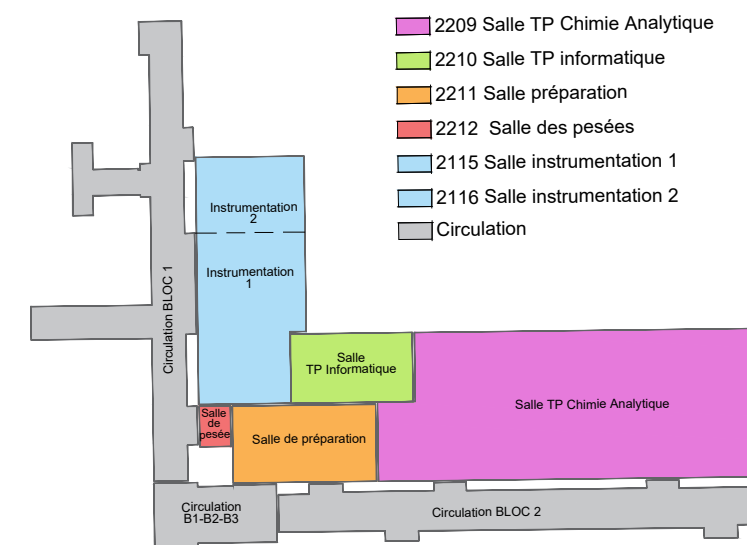 2209 Salle TP Chimie Analytique
2210 Salle TP informatique
2211 Salle préparation
2212 Salle des pesées
2115 Salle instrumentation 1
2116 Salle instrumentation 2
Circulation
Instrumentation
2
Instrumentation
1
Circulation BLOC 1
Salle
TP Informatique
Salle TP Chimie Analytique
Salle
de
pesée
Salle de préparation
Circulation
B1-B2-B3
Circulation BLOC 2